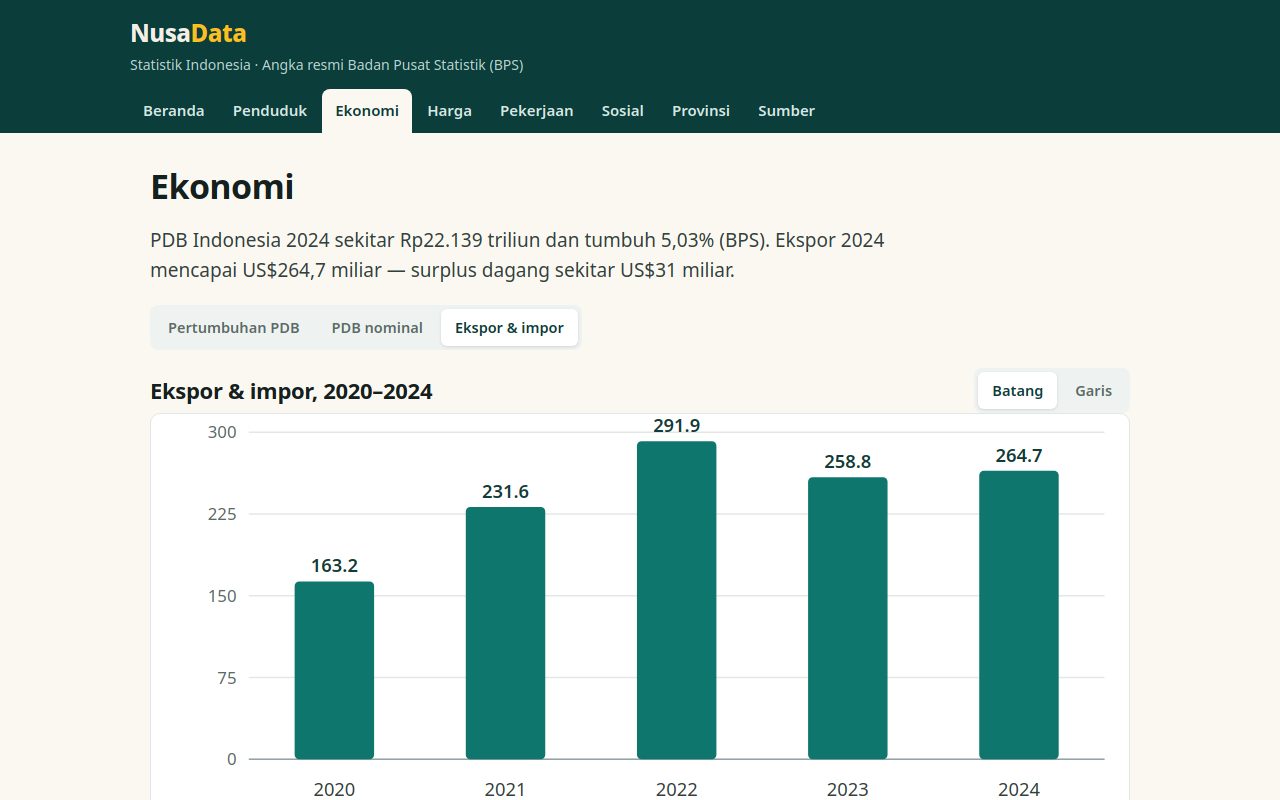 NusaData
Statistik Indonesia · Angka resmi Badan Pusat Statistik (BPS)
Beranda Penduduk Ekonomi Harga Pekerjaan Sosial Provinsi Sumber
Ekonomi
PDB Indonesia 2024 sekitar Rp22.139 triliun dan tumbuh 5,03% (BPS). Ekspor 2024
mencapai US$264,7 miliar — surplus dagang sekitar US$31 miliar.
Pertumbuhan PDB PDB nominal Ekspor & impor
Ekspor & impor, 2020–2024
Batang Garis
300
225
150
75
0
163.2
231.6
291.9
258.8
264.7
2020 2021 2022 2023 2024